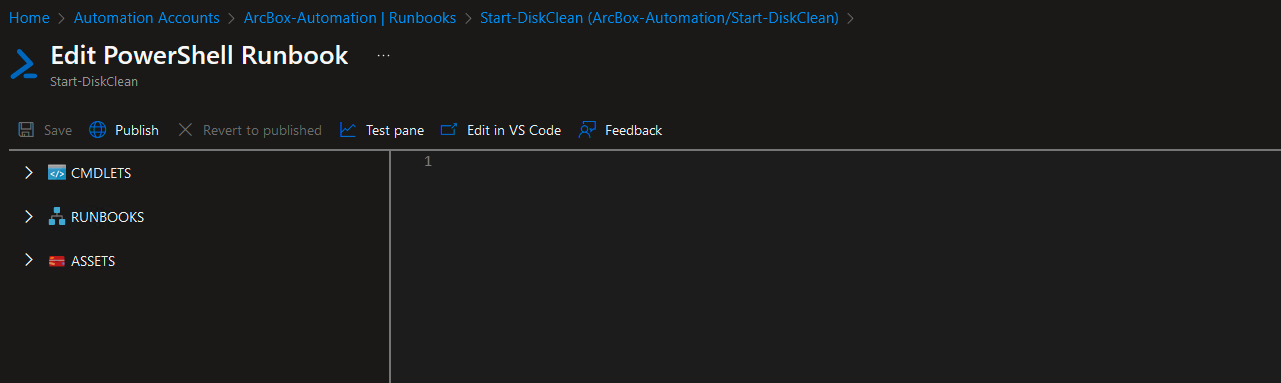 Home > Automation Accounts > ArcBox-Automation | Runbooks > Start-DiskClean (ArcBox-Automation/Start-DiskClean) >
Edit PowerShell Runbook ...
Start-DiskClean
Save Publish Revert to published Test pane Edit in VS Code Feedback
CMDLETS 1
RUNBOOKS
ASSETS